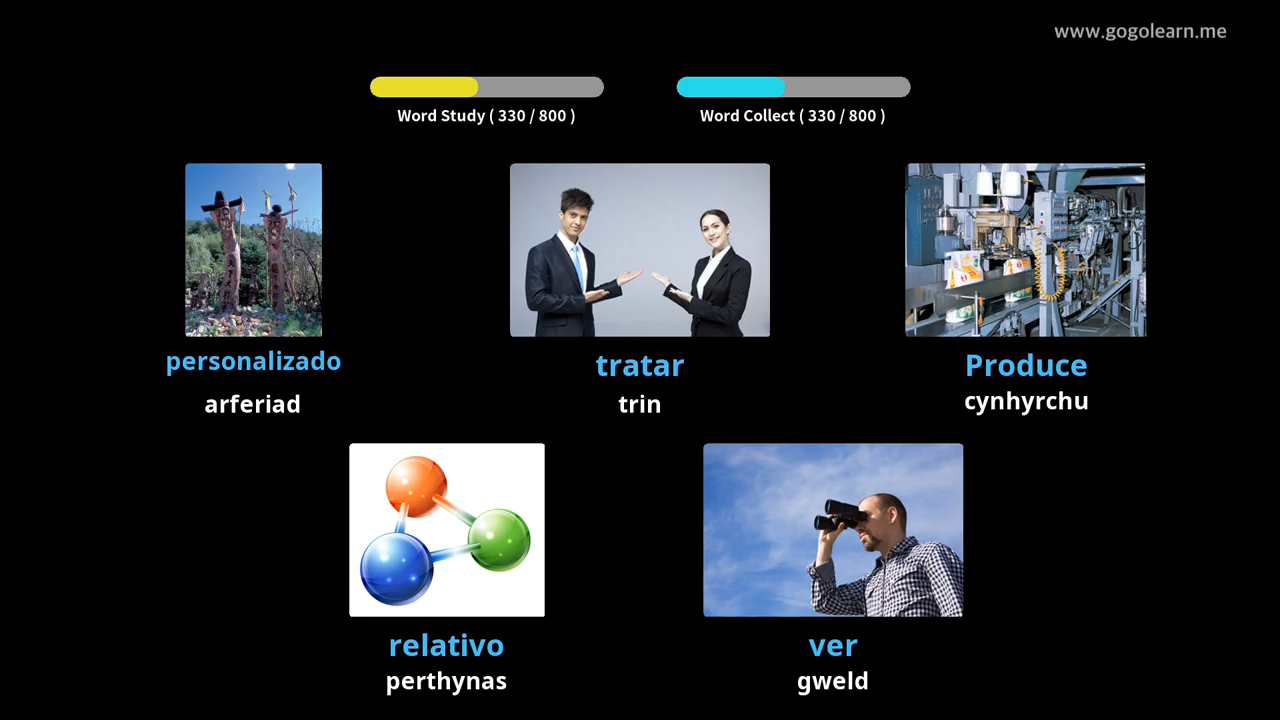 www.gogolearn.me
Word Study ( 330 / 800 )
Word Collect ( 330 / 800 )
personalizado
arferiad
tratar
trin
Produce
cynhyrchu
relativo
perthynas
ver
gweld